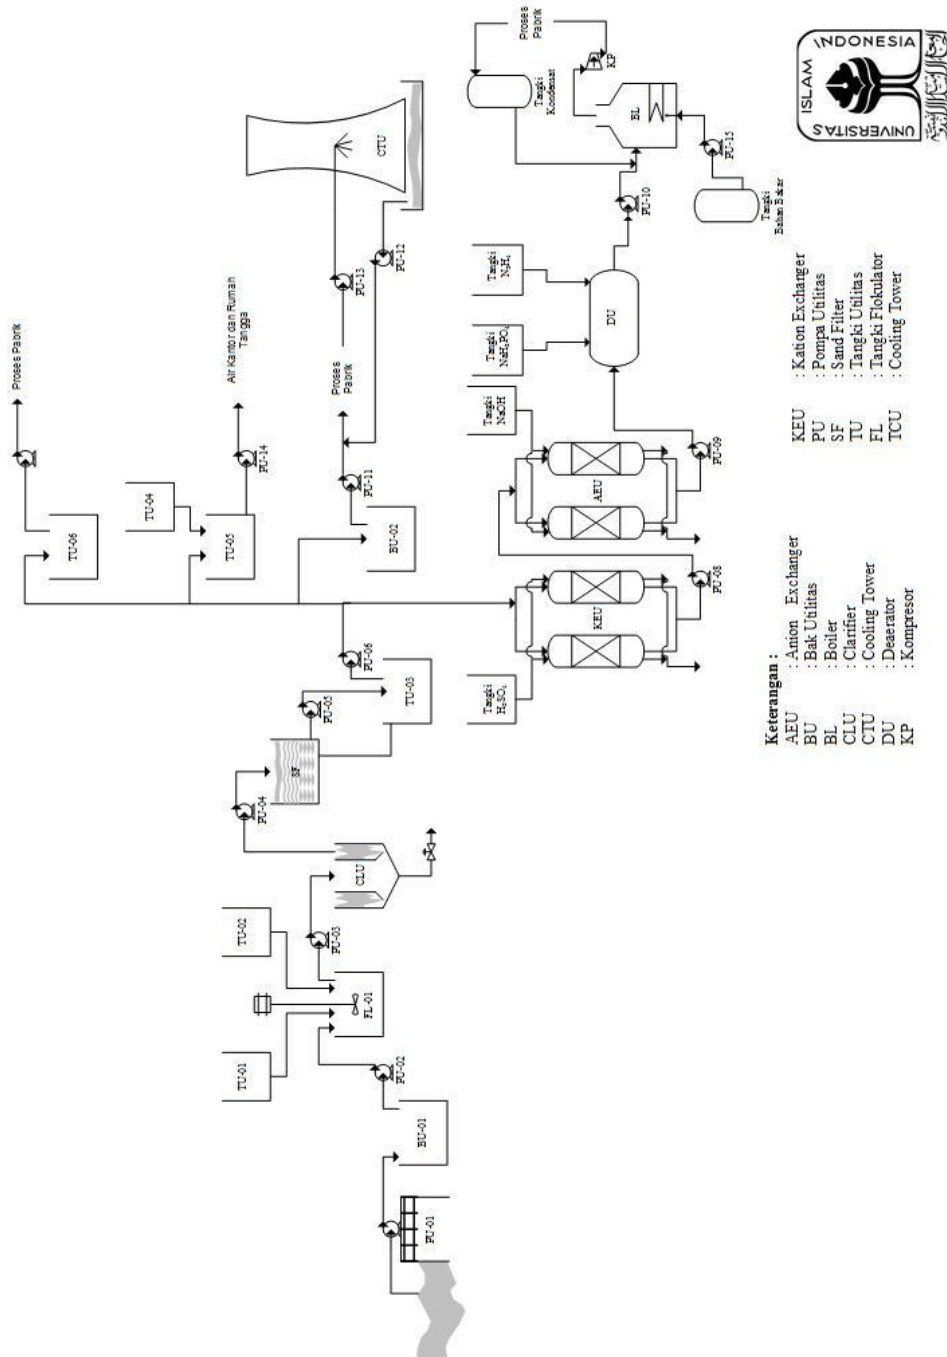 Proses Pabrik
TU-06
TU-04
TU-05
Air Kantor dan Rumah
Tangga
PU-14
CTU
PU-13
PU-12
Proses
Pabrik
PU-11
BU-02
PU-06
TU-03
PU-05
SF
PU-04
CLU
PU-03
TU-02
FL-01
TU-01
PU-02
BU-01
PU-01
Tangki
H₂SO₄
KEU
PU-08
Tangki
NaOH
AEU
PU-09
Tangki
NaH₂PO₄
Tangki
N₂H₄
DU
PU-10
Proses
Pabrik
Tangki
Kondensat
KP
BL
PU-15
Tangki
Bahan Bakar
UNIVERSITAS ISLAM INDONESIA
Keterangan :
AEU : Anion Exchanger
BU : Bak Utilitas
BL : Boiler
CLU : Clarifier
CTU : Cooling Tower
DU : Deaerator
KP : Kompresor
KEU : Kation Exchanger
PU : Pompa Utilitas
SF : Sand Filter
TU : Tangki Utilitas
FL : Tangki Flokulator
TCU : Cooling Tower